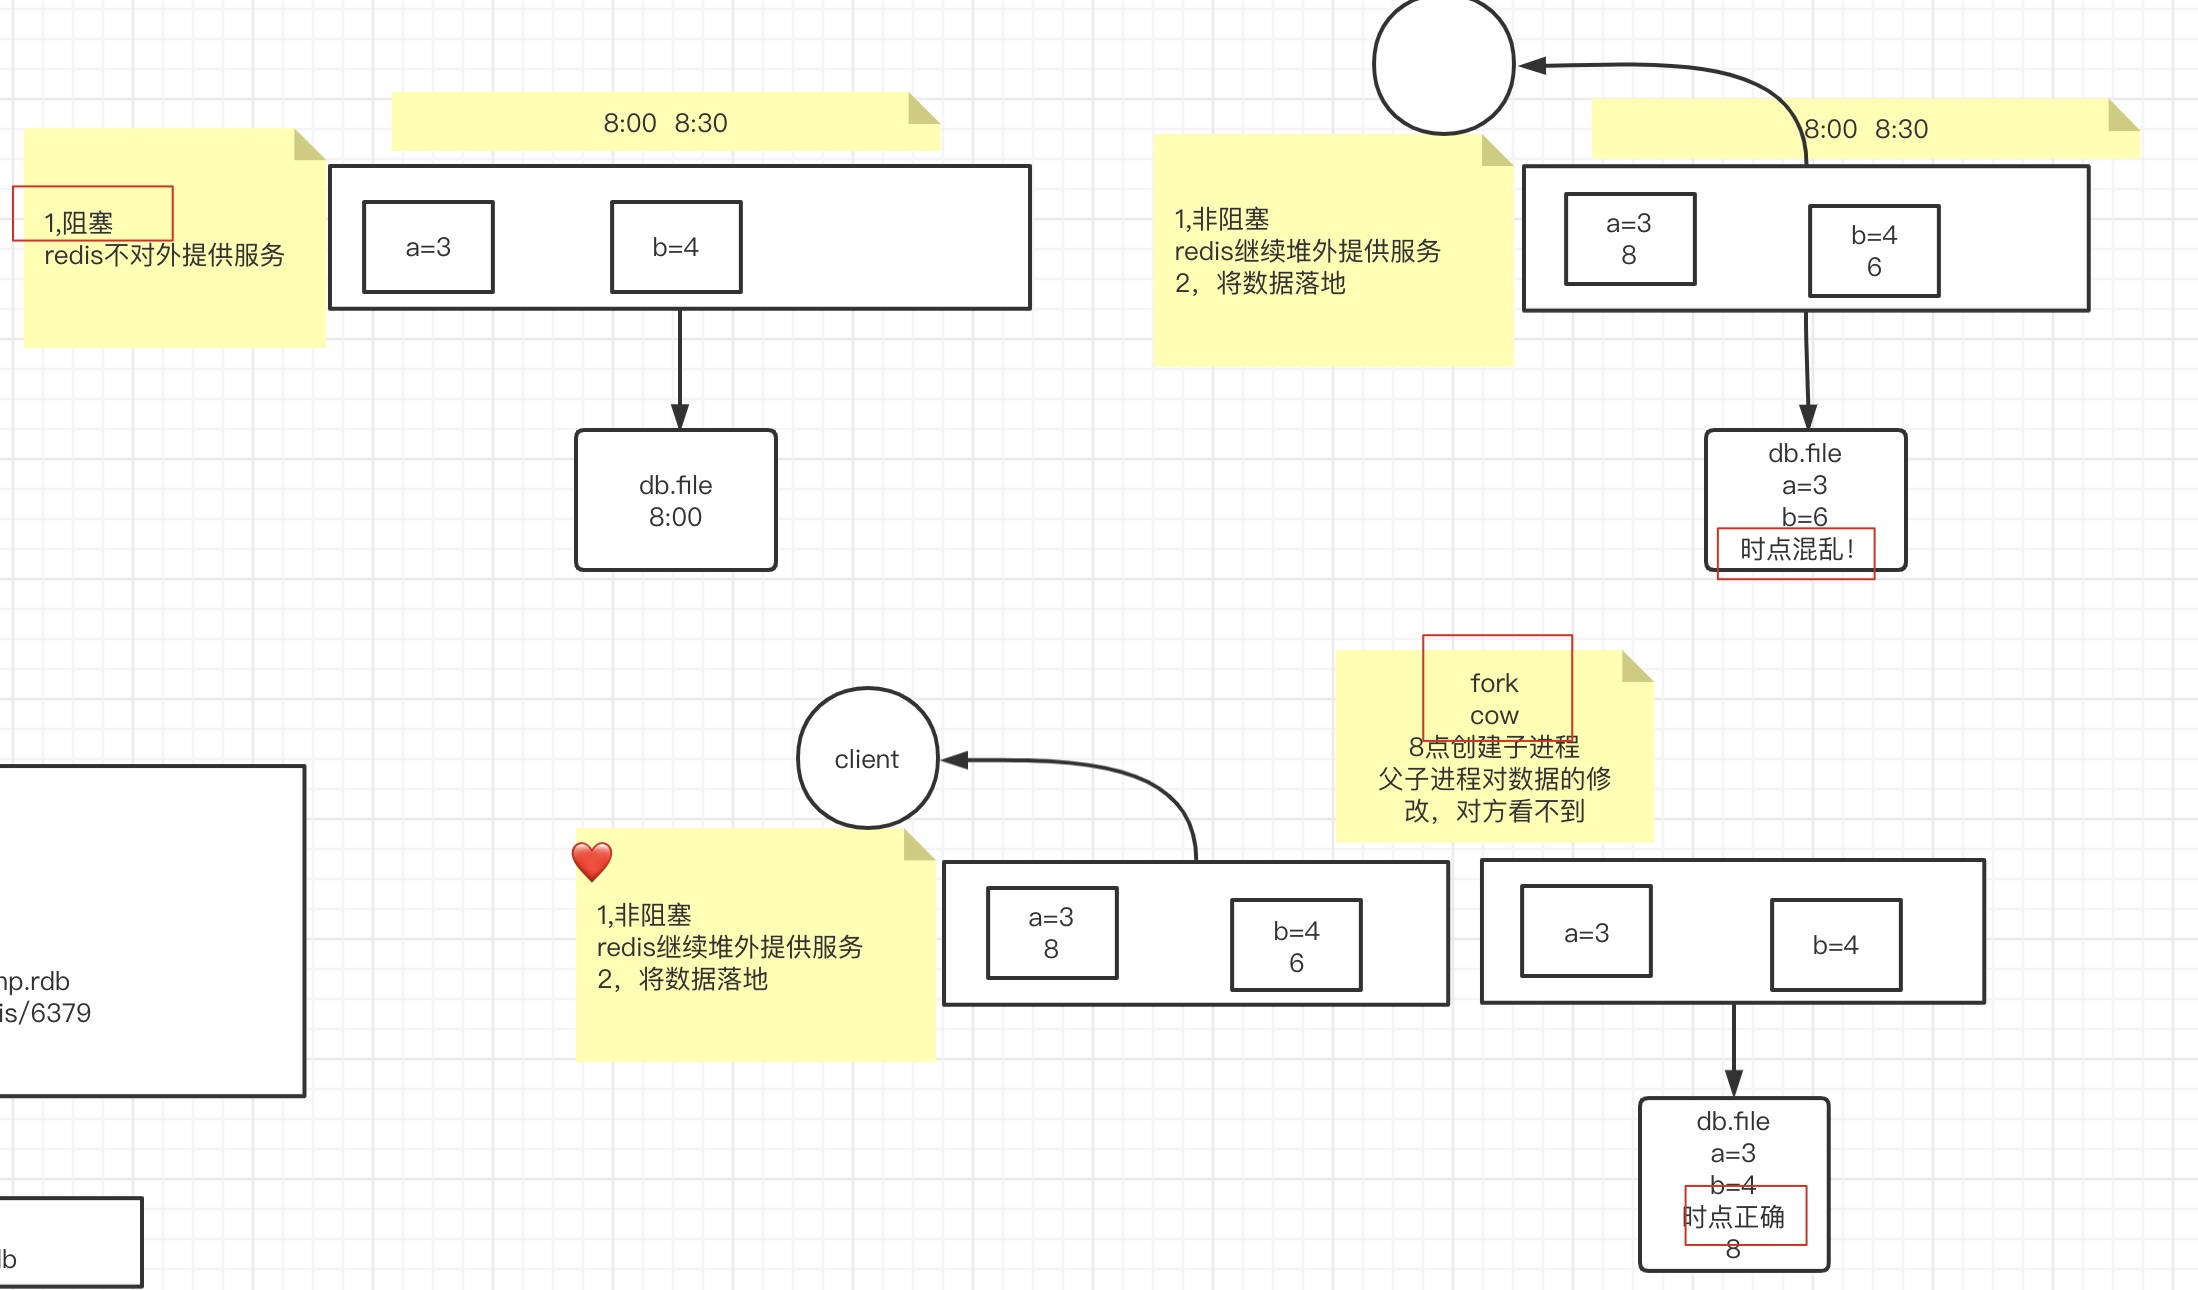 8:00 8:30
1,阻塞
redis不对外提供服务
a=3
b=4
db.file
8:00
8:00 8:30
1,非阻塞
redis继续堆外提供服务
2，将数据落地
a=3
8
b=4
6
db.file
a=3
b=6
时点混乱！
fork
cow
8点创建子进程
父子进程对数据的修
改，对方看不到
client
1,非阻塞
redis继续堆外提供服务
2，将数据落地
a=3
8
b=4
6
a=3
b=4
db.file
a=3
b=4
时点正确
8
p.rdb
is/6379
b